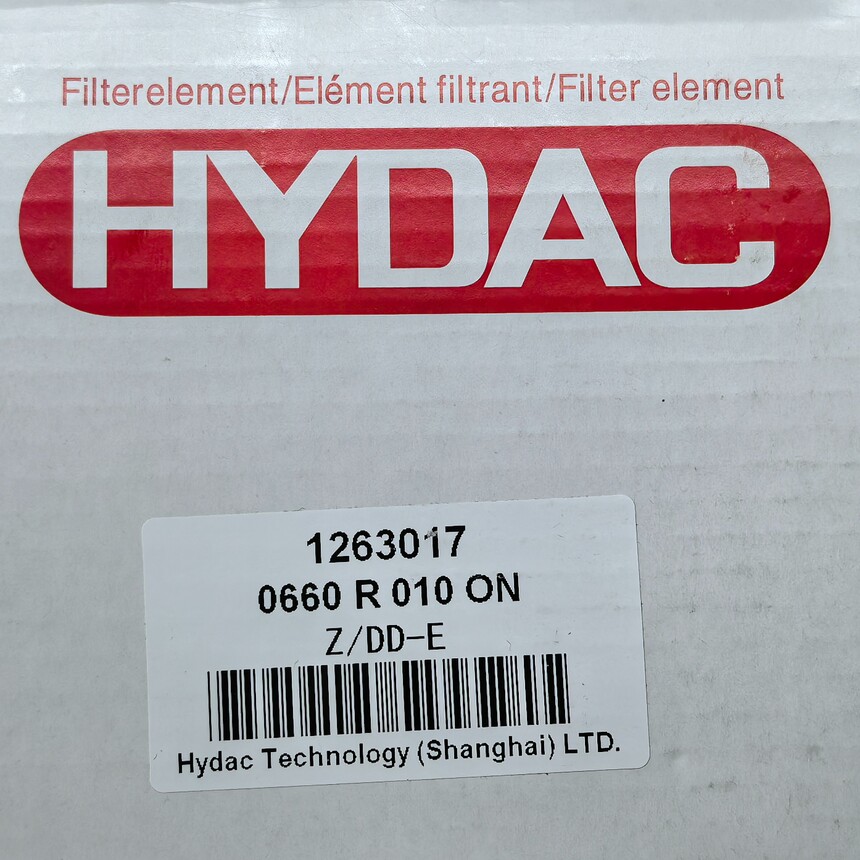 Filterelement/Elément filtrant/Filter element
HYDAC
1263017
0660 R 010 ON
Z/DD-E
Hydac Technology (Shanghai) LTD.